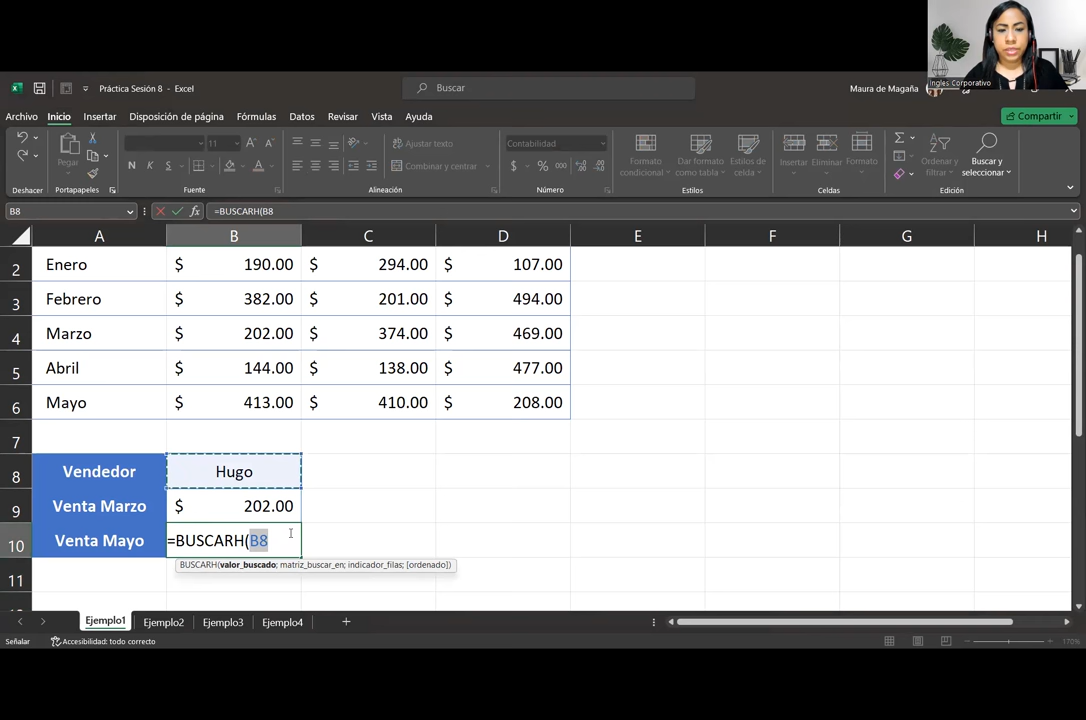 Ingles Corporativo
Práctica Sesión 8 - Excel
Buscar
Maura de Magaña
Archivo Inicio Insertar Disposición de página Fórmulas Datos Revisar Vista Ayuda
Compartir
Pegar
11
N K S
Ajustar texto
Combinar y centrar
Contabilidad
$ % 000
Formato condicional
Dar formato como tabla
Estilos de celda
Insertar Eliminar Formato
Ordenar y filtrar
Buscar y seleccionar
Deshacer Portapapeles Fuente Alineación Número Estilos Celdas Edición
B8 =BUSCARH(B8
A B C D E F G H
2 Enero $ 190.00 $ 294.00 $ 107.00
3 Febrero $ 382.00 $ 201.00 $ 494.00
4 Marzo $ 202.00 $ 374.00 $ 469.00
5 Abril $ 144.00 $ 138.00 $ 477.00
6 Mayo $ 413.00 $ 410.00 $ 208.00
7
8 Vendedor Hugo
9 Venta Marzo $ 202.00
10 Venta Mayo =BUSCARH(B8
BUSCARH(valor_buscado; matriz_buscar_en; indicador_filas; [ordenado])
11
Ejemplo1 Ejemplo2 Ejemplo3 Ejemplo4
Señalar Accesibilidad: todo correcto 170%